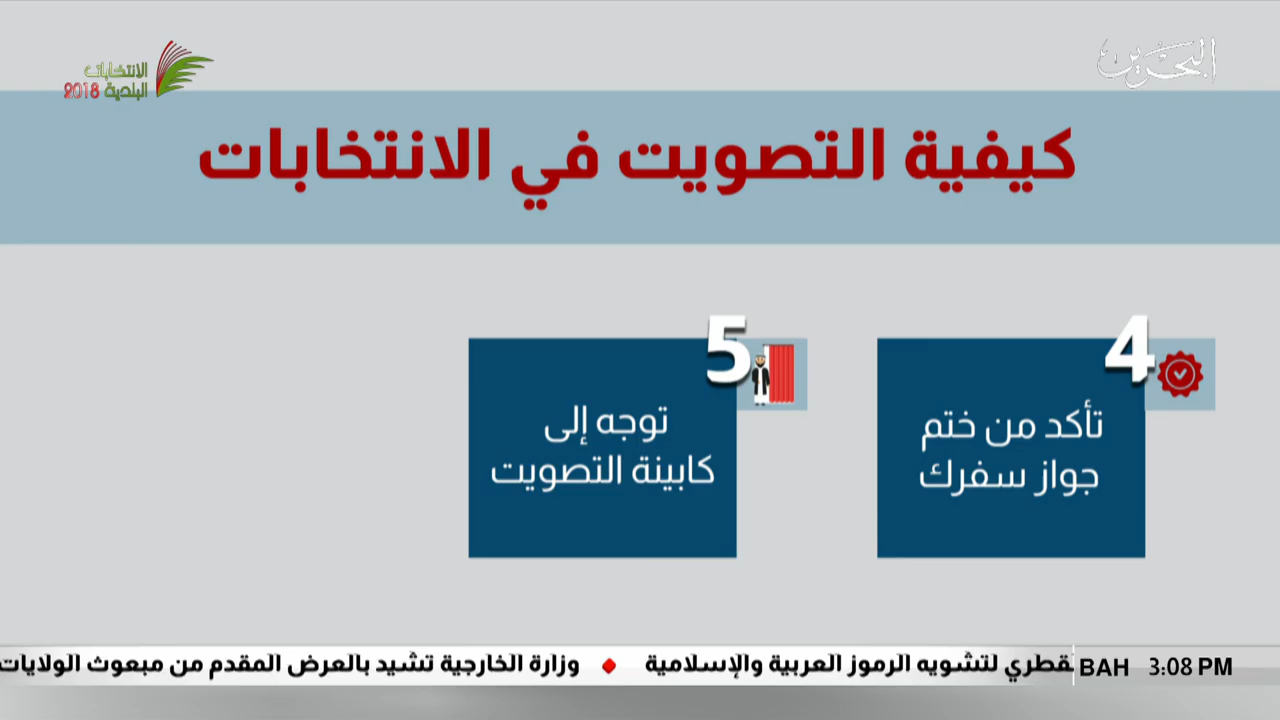 الانتخابات
البلدية 2018
البحرين
كيفية التصويت في الانتخابات
4
تأكد من ختم
جواز سفرك
5
توجه إلى
كابينة التصويت
لتشويه الرموز العربية والإسلامية
وزارة الخارجية تشيد بالعرض المقدم من مبعوث الولايات
BAH 3:08 PM